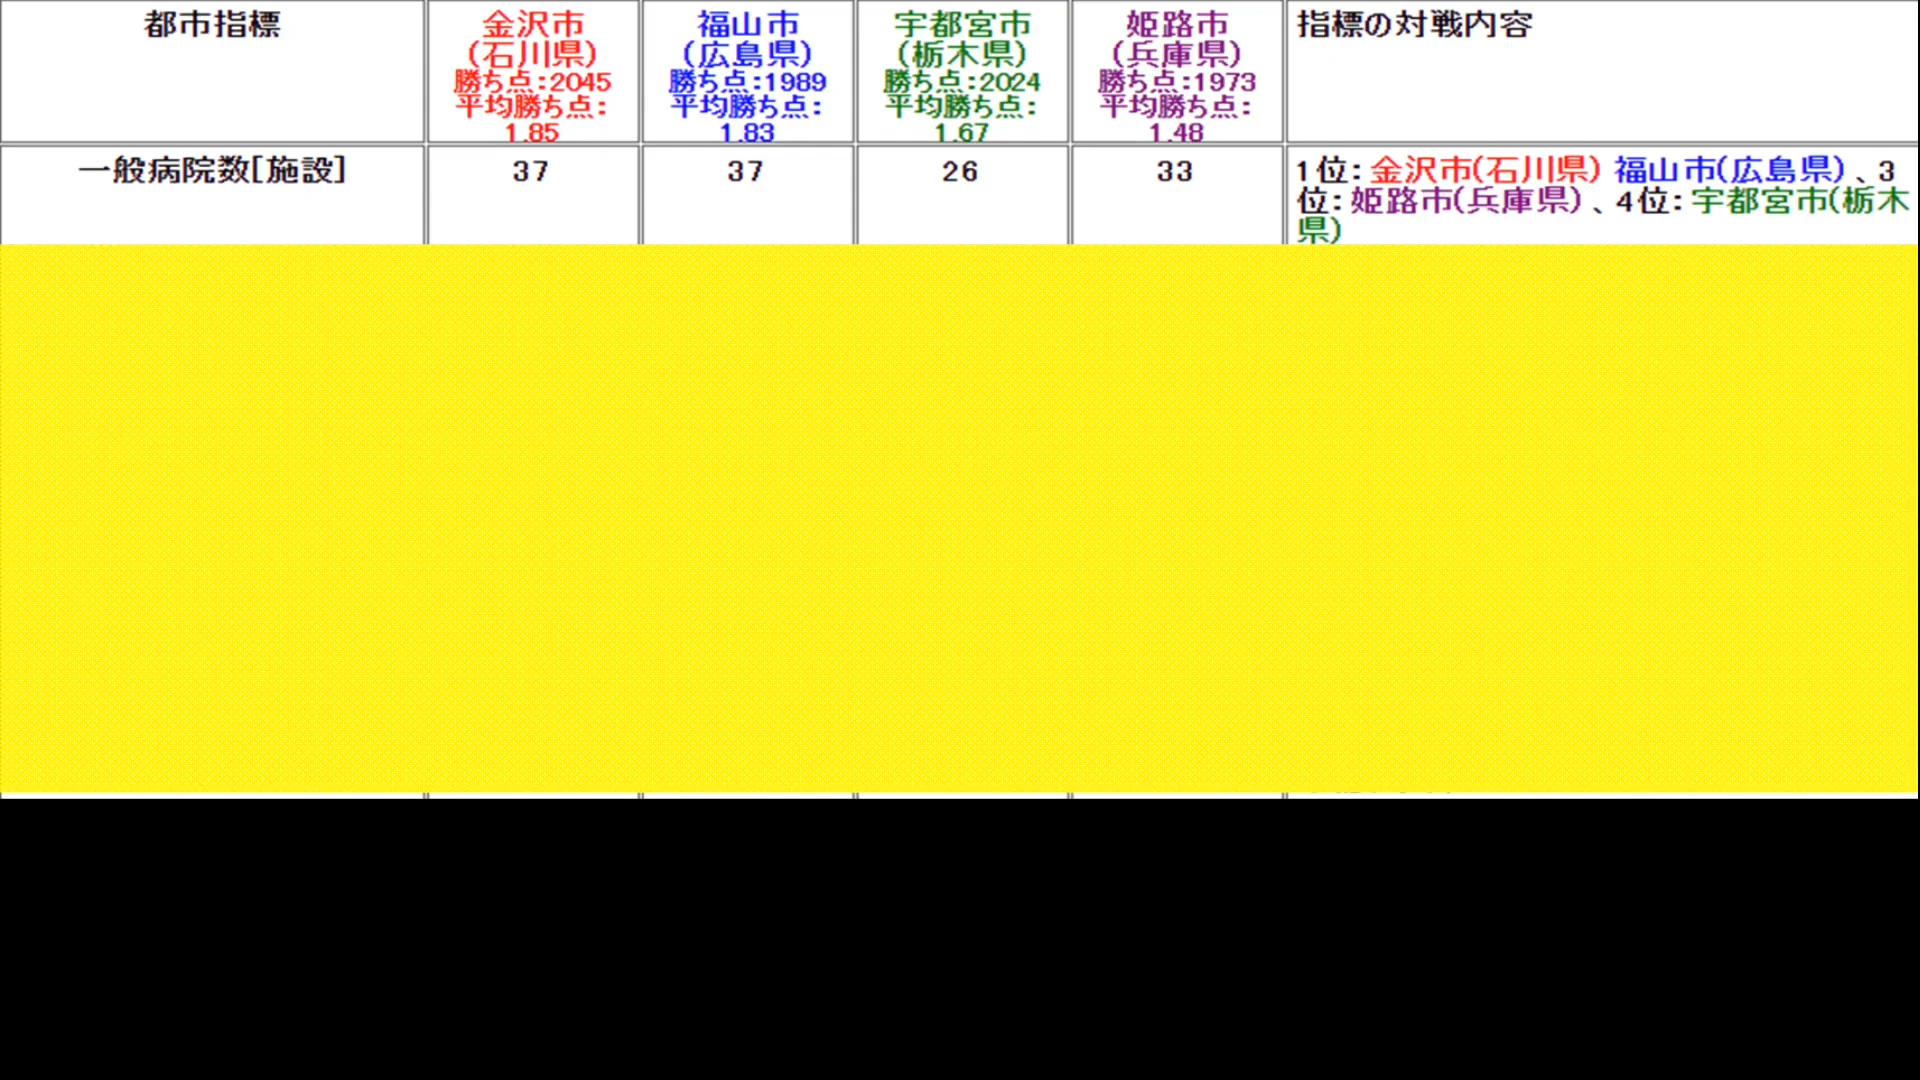 都市指標
金沢市
(石川県)
勝ち点:2045
平均勝ち点:
1.85
福山市
(広島県)
勝ち点:1989
平均勝ち点:
1.83
宇都宮市
(栃木県)
勝ち点:2024
平均勝ち点:
1.67
姫路市
(兵庫県)
勝ち点:1973
平均勝ち点:
1.48
指標の対戦内容
一般病院数[施設]
37
37
26
33
1位: 金沢市(石川県) 福山市(広島県) 、3
位: 姫路市(兵庫県) 、4位: 宇都宮市(栃木
県)